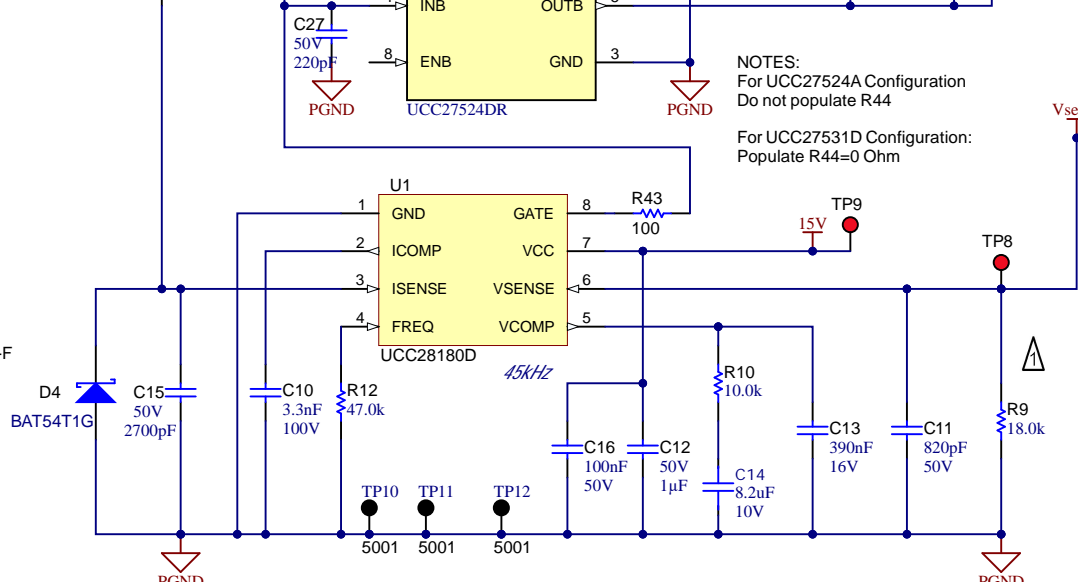 INB
OUTB
5
C27
50V
220pF
8
ENB
GND
3
PGND
UCC27524DR
PGND
NOTES:
For UCC27524A Configuration
Do not populate R44
For UCC27531D Configuration:
Populate R44=0 Ohm
Vse
U1
1
GND
GATE
8
R43
100
2
ICOMP
VCC
7
15V
TP9
3
ISENSE
VSENSE
6
TP8
4
FREQ
VCOMP
5
UCC28180D
45kHz
1
-F
D4
BAT54T1G
C15
50V
2700pF
C10
3.3nF
100V
R12
47.0k
R10
10.0k
C16
100nF
50V
C12
50V
1µF
C14
8.2uF
10V
C13
390nF
16V
C11
820pF
50V
R9
18.0k
TP10
TP11
TP12
5001
5001
5001
PGND
PGND